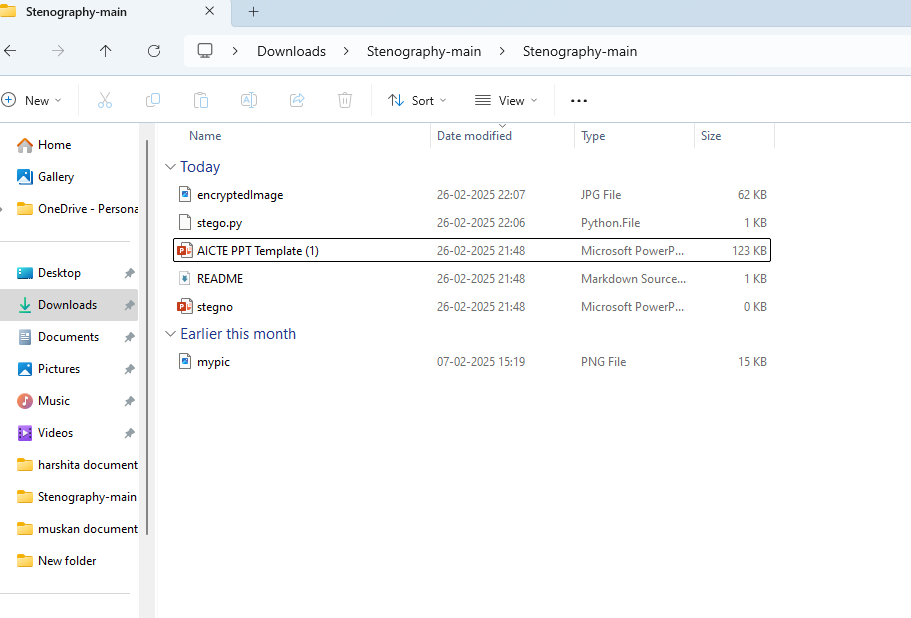 Stenography-main
Downloads > Stenography-main > Stenography-main
New Sort View
Name Date modified Type Size
Home
Gallery
OneDrive - Persona
Desktop
Downloads
Documents
Pictures
Music
Videos
harshita document
Stenography-main
muskan document
New folder
Today
encryptedImage 26-02-2025 22:07 JPG File 62 KB
stego.py 26-02-2025 22:06 Python.File 1 KB
AICTE PPT Template (1) 26-02-2025 21:48 Microsoft PowerP... 123 KB
README 26-02-2025 21:48 Markdown Source... 1 KB
stegno 26-02-2025 21:48 Microsoft PowerP... 0 KB
Earlier this month
mypic 07-02-2025 15:19 PNG File 15 KB